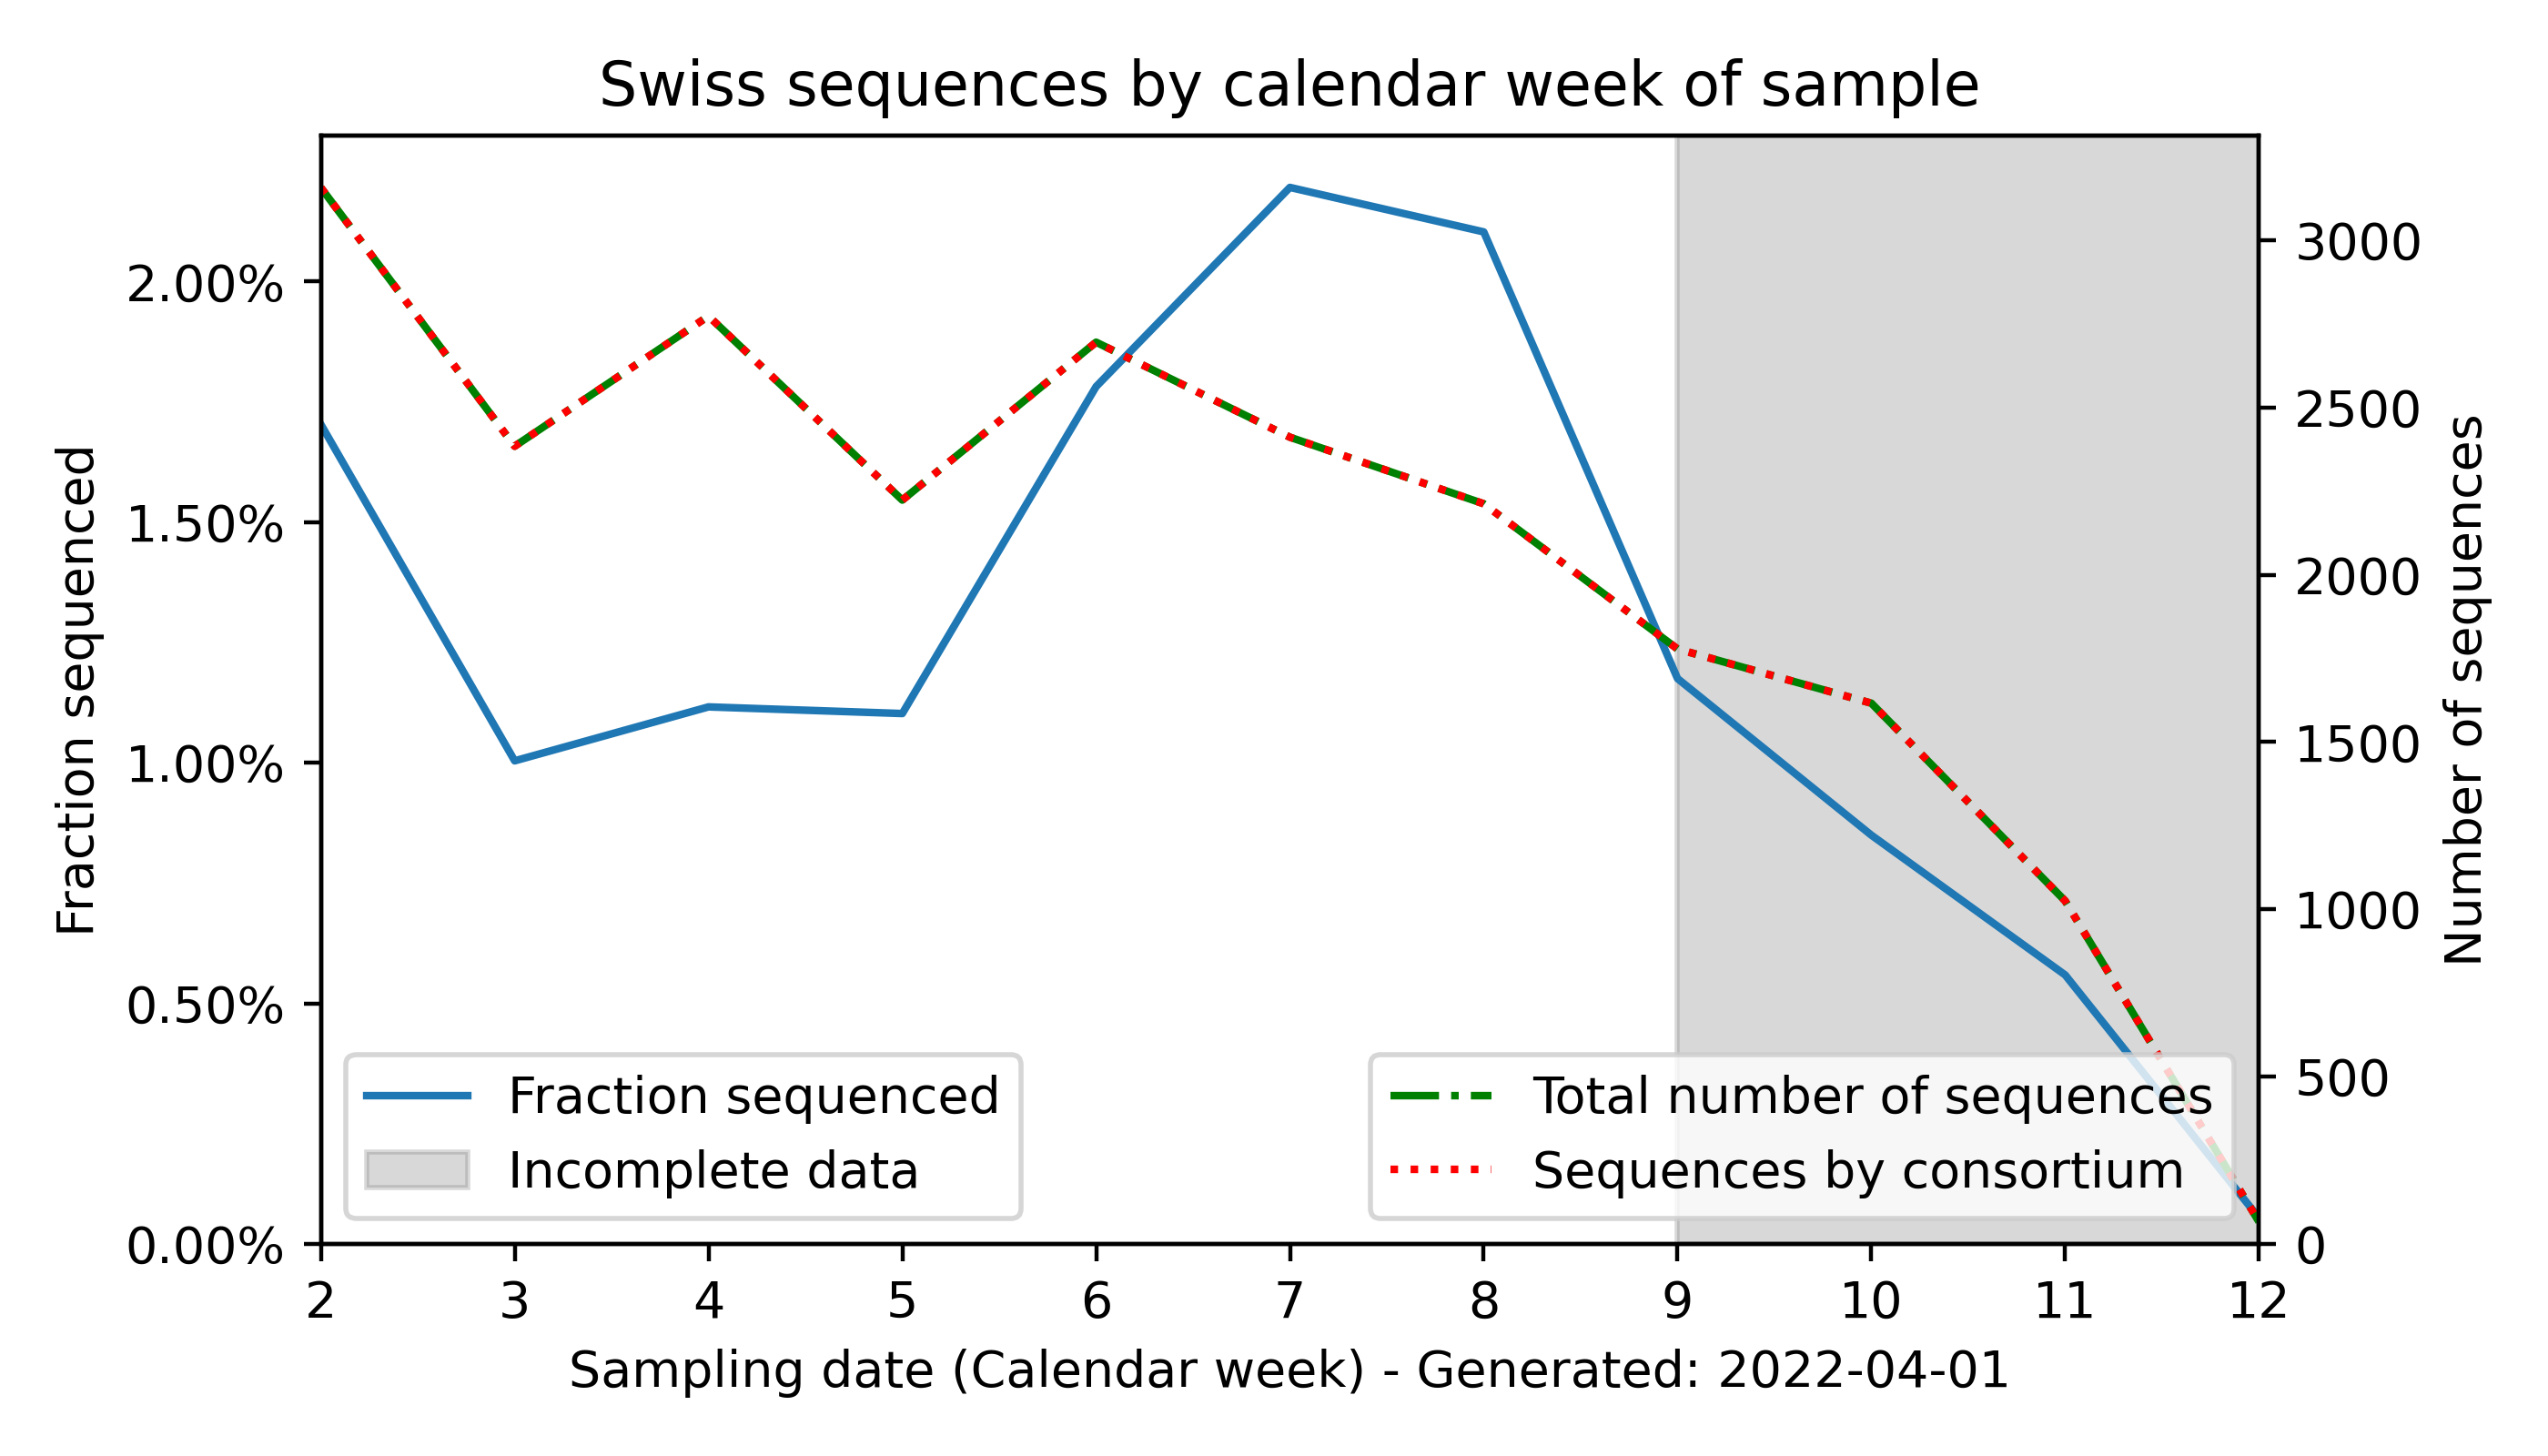 Swiss sequences by calendar week of sample
Fraction sequenced
2.00%
1.50%
1.00%
0.50%
0.00%
3000
2500
2000
1500
1000
500
0
Number of sequences
Fraction sequenced
Incomplete data
Total number of sequences
Sequences by consortium
2 3 4 5 6 7 8 9 10 11 12
Sampling date (Calendar week) - Generated: 2022-04-01